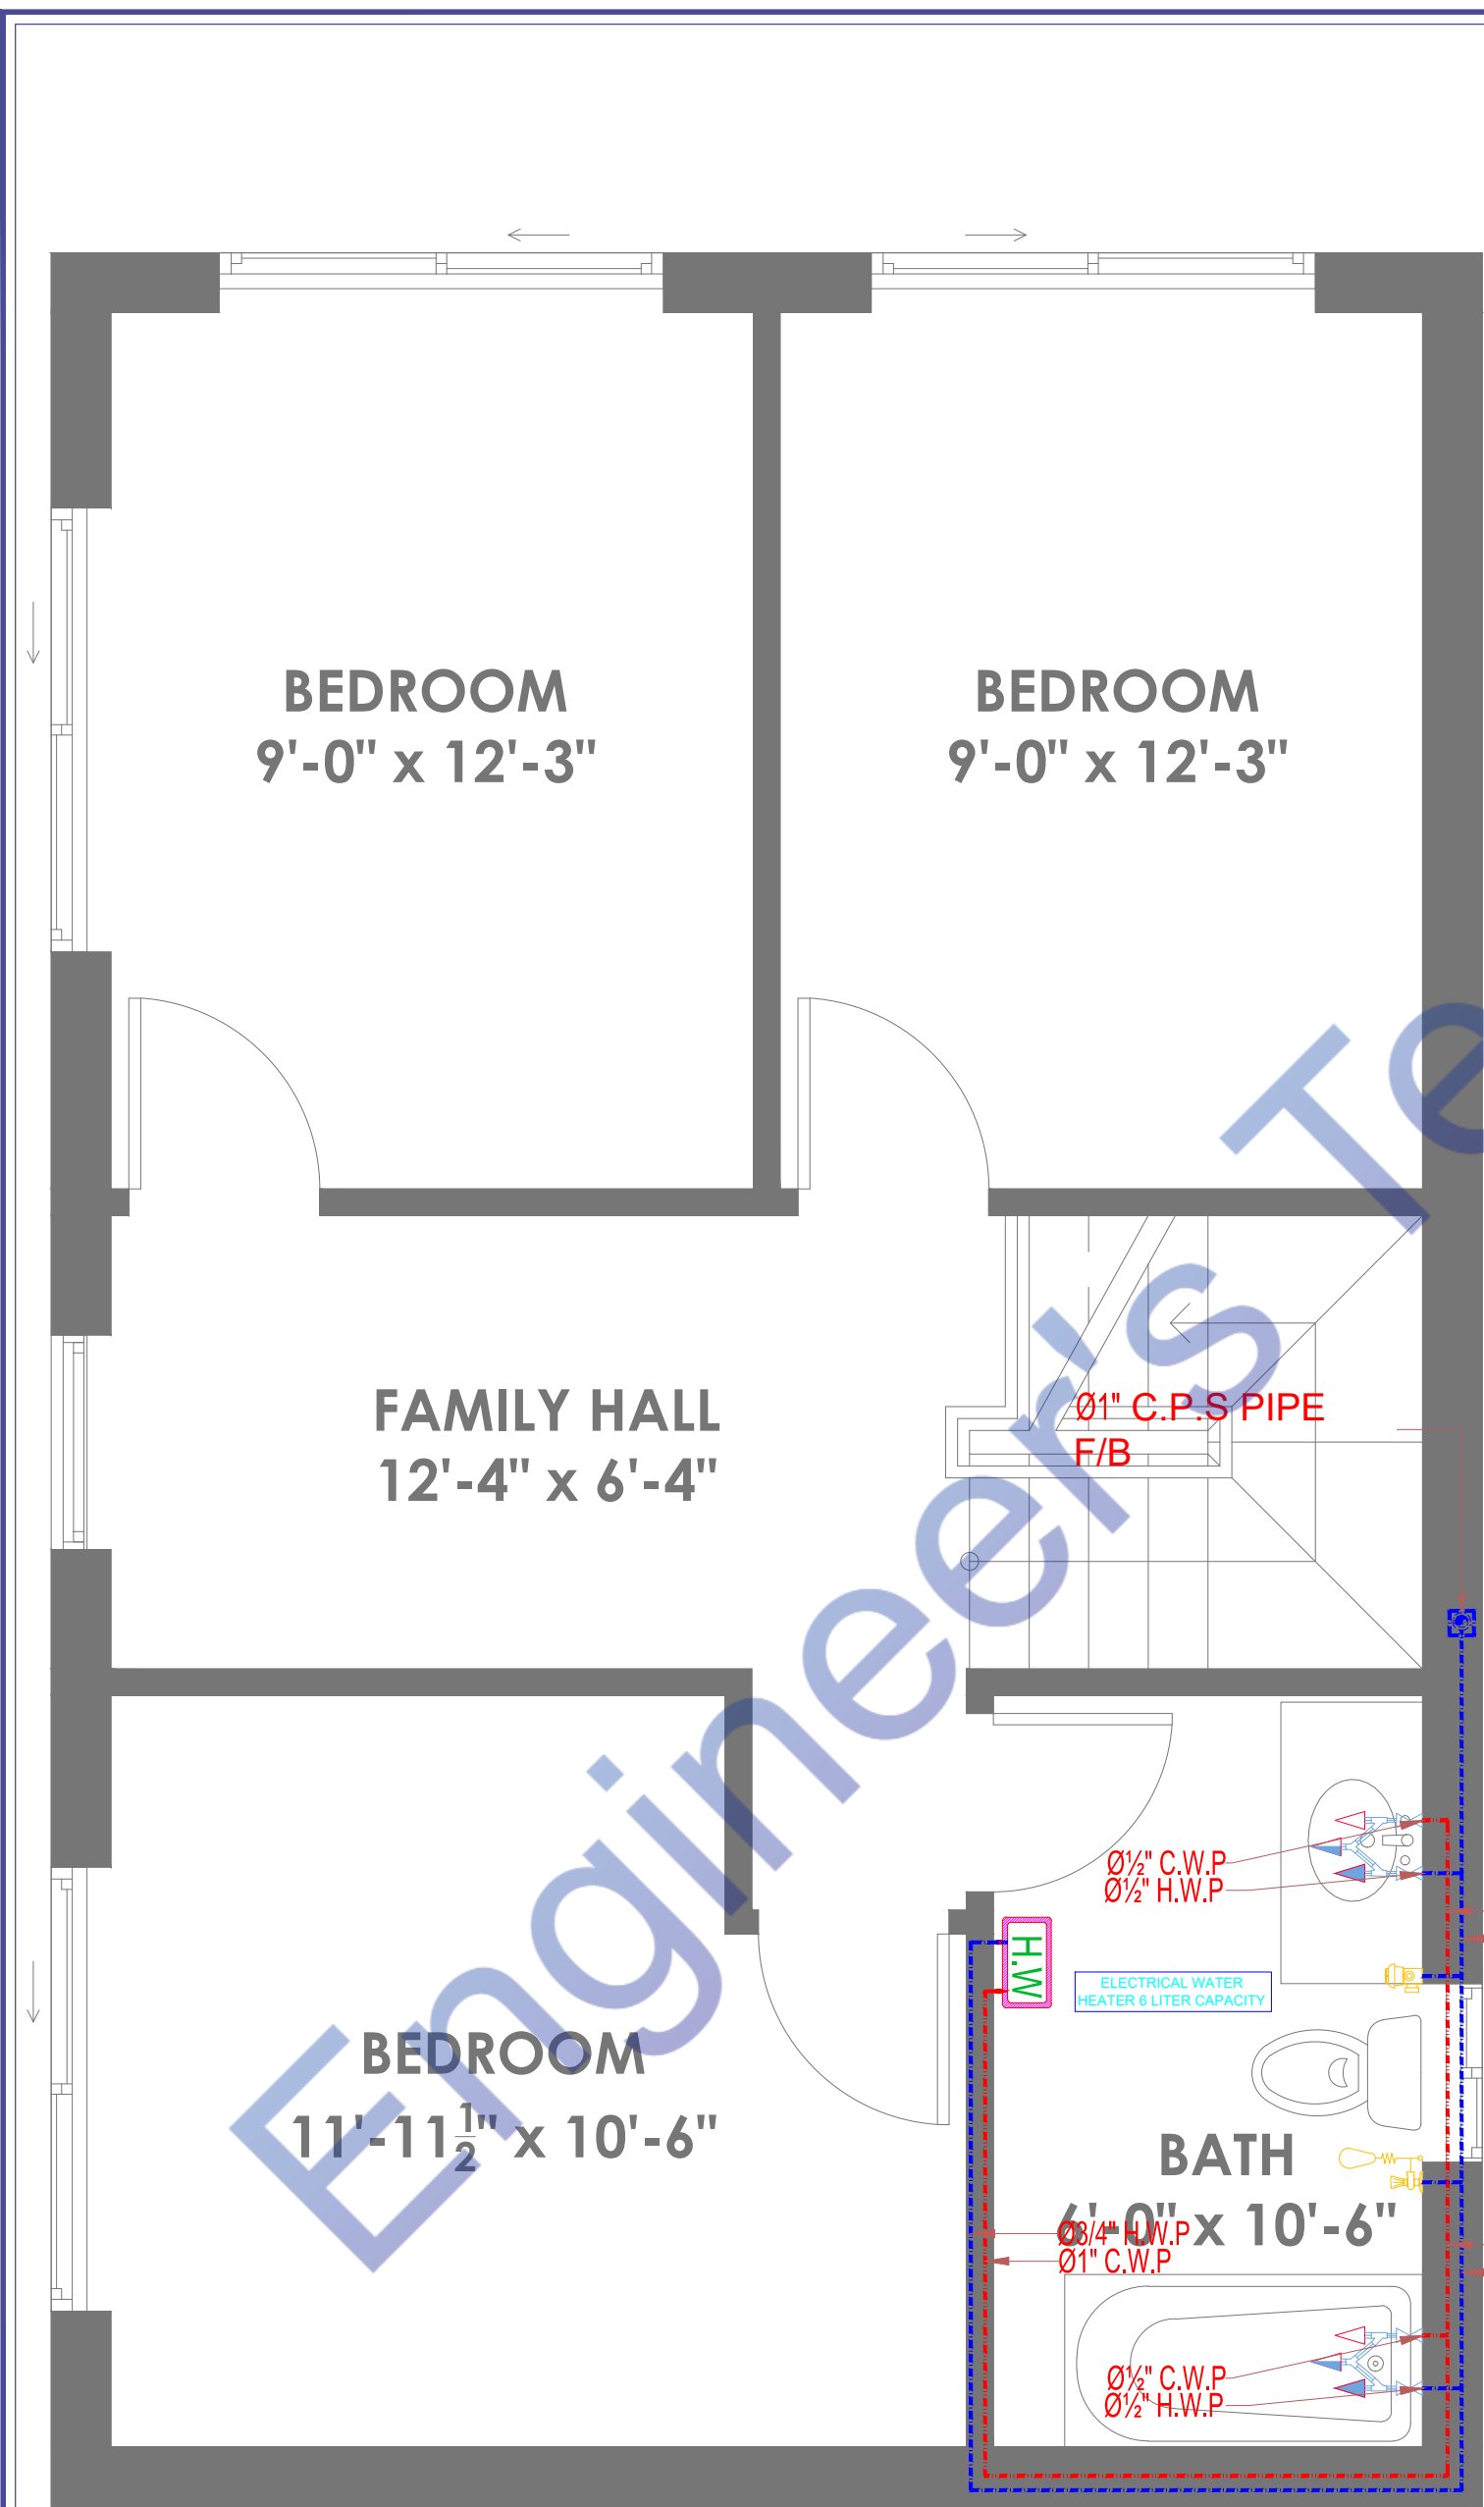 BEDROOM
9'-0" x 12'-3"
BEDROOM
9'-0" x 12'-3"
FAMILY HALL
12'-4" x 6'-4"
Ø1" C.P.S PIPE
F/B
Ø½" C.W.P
Ø½" H.W.P
H.W
ELECTRICAL WATER
HEATER 6 LITER CAPACITY
BEDROOM
11'-11½" x 10'-6"
BATH
6'-0" x 10'-6"
Ø3/4" H.W.P
Ø1" C.W.P
Ø½" C.W.P
Ø½" H.W.P
Engineer's Te